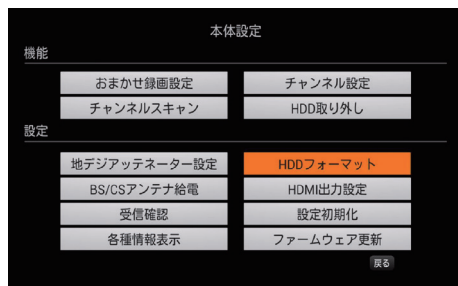 本体設定
機能
おまかせ録画設定 チャンネル設定
チャンネルスキャン HDD取り外し
設定
地デジアッテネーター設定 HDDフォーマット
BS/CSアンテナ給電 HDMI出力設定
受信確認 設定初期化
各種情報表示 ファームウェア更新
戻る